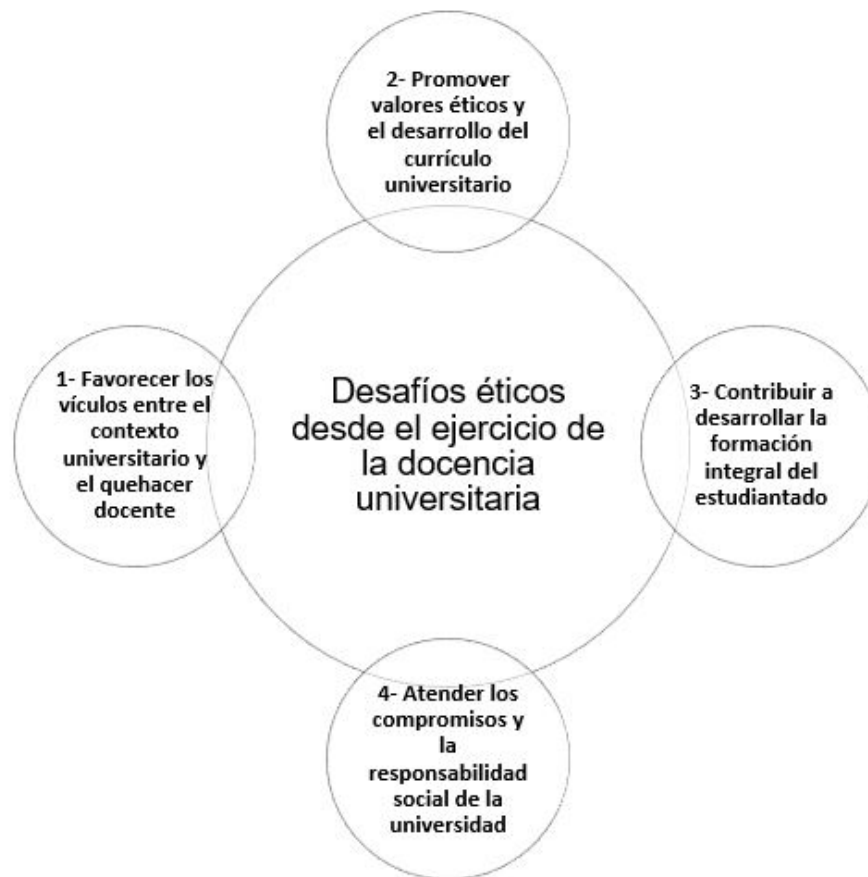 2- Promover
valores éticos y
el desarrollo del
currículo
universitario
1- Favorecer los
vículos entre el
contexto
universitario y
el quehacer
docente
Desafíos éticos
desde el ejercicio de
la docencia
universitaria
3- Contribuir a
desarrollar la
formación
integral del
estudiantado
4- Atender los
compromisos y
la
responsabilidad
social de la
universidad